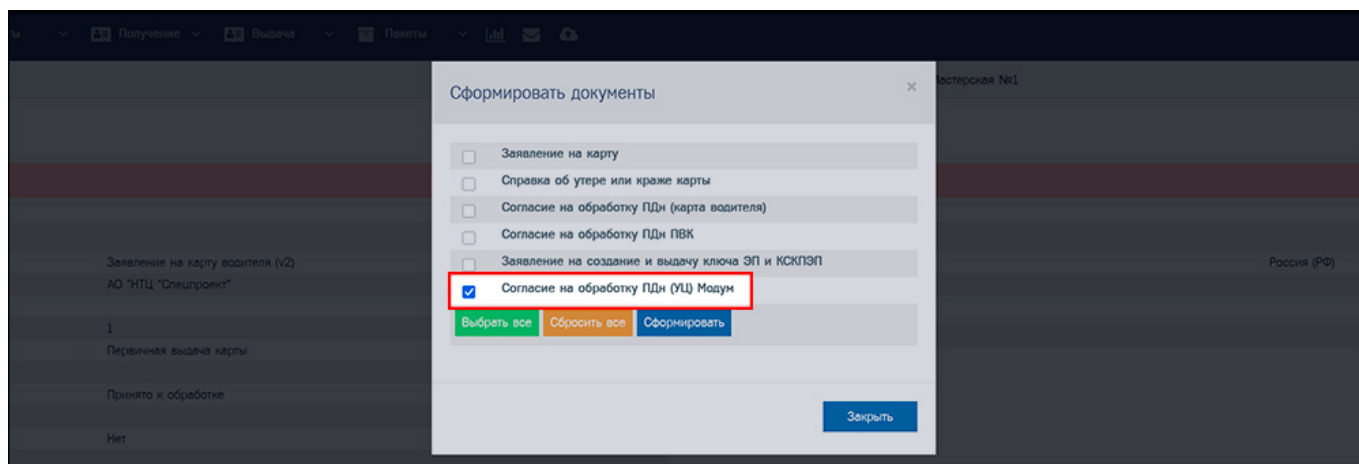 Получение Выдача Пакеты
Сформировать документы ×
Мастерская №1
Заявление на карту
Справка об утере или краже карты
Согласие на обработку ПДн (карта водителя)
Согласие на обработку ПДн ПВК
Заявление на создание и выдачу ключа ЭП и КСКПЭП
Заявление на карту водителя (v2)
Россия (РФ)
АО "НТЦ "Спецпроект"
Согласие на обработку ПДн (УЦ) Модум
Выбрать все Сбросить все Сформировать
1
Первичная выдача карты
Принято к обработке
Закрыть
Нет